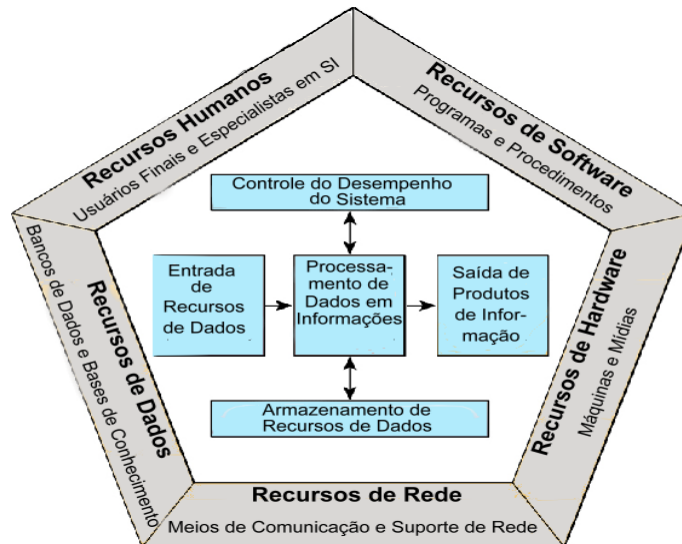 Recursos Humanos
Usuários Finais e Especialistas em SI
Recursos de Software
Programas e Procedimentos
Controle do Desempenho
do Sistema
Entrada
de
Recursos
de Dados
Processa-
mento de
Dados em
Informações
Saída de
Produtos
de Infor-
mação
Armazenamento de
Recursos de Dados
Recursos de Dados
Bancos de Dados e Bases de Conhecimento
Recursos de Hardware
Máquinas e Mídias
Recursos de Rede
Meios de Comunicação e Suporte de Rede